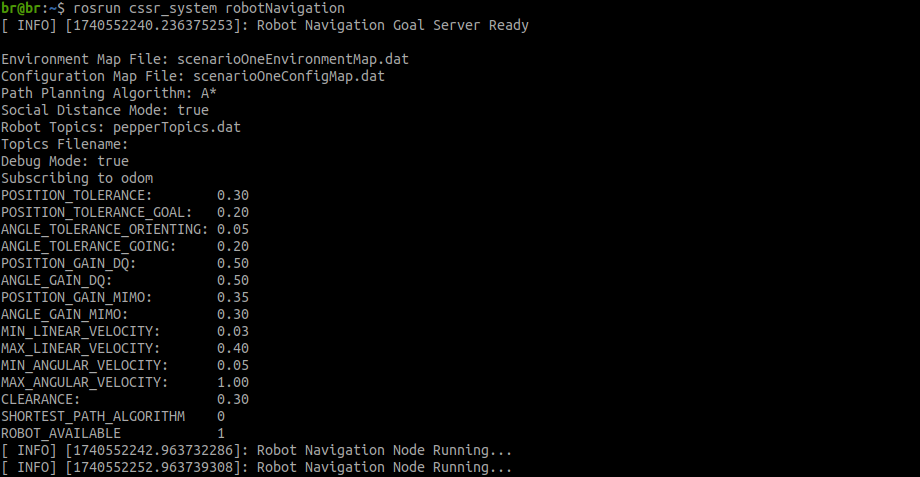 br@br:~$ rosrun cssr_system robotNavigation
[ INFO] [1740552240.236375253]: Robot Navigation Goal Server Ready
Environment Map File: scenarioOneEnvironmentMap.dat
Configuration Map File: scenarioOneConfigMap.dat
Path Planning Algorithm: A*
Social Distance Mode: true
Robot Topics: pepperTopics.dat
Topics Filename:
Debug Mode: true
Subscribing to odom
POSITION_TOLERANCE: 0.30
POSITION_TOLERANCE_GOAL: 0.20
ANGLE_TOLERANCE_ORIENTING: 0.05
ANGLE_TOLERANCE_GOING: 0.20
POSITION_GAIN_DQ: 0.50
ANGLE_GAIN_DQ: 0.50
POSITION_GAIN_MIMO: 0.35
ANGLE_GAIN_MIMO: 0.30
MIN_LINEAR_VELOCITY: 0.03
MAX_LINEAR_VELOCITY: 0.40
MIN_ANGULAR_VELOCITY: 0.05
MAX_ANGULAR_VELOCITY: 1.00
CLEARANCE: 0.30
SHORTEST_PATH_ALGORITHM 0
ROBOT_AVAILABLE 1
[ INFO] [1740552242.963732286]: Robot Navigation Node Running...
[ INFO] [1740552252.963739308]: Robot Navigation Node Running...